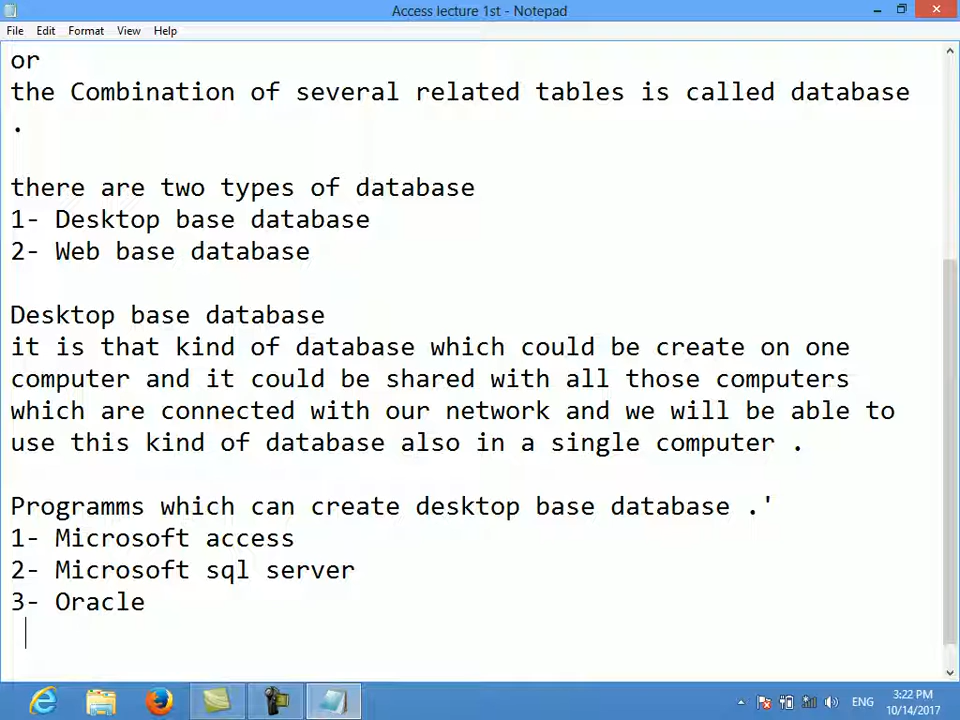 Access lecture 1st - Notepad
File Edit Format View Help
or
the Combination of several related tables is called database
.
there are two types of database
1- Desktop base database
2- Web base database
Desktop base database
it is that kind of database which could be create on one
computer and it could be shared with all those computers
which are connected with our network and we will be able to
use this kind of database also in a single computer .
Programms which can create desktop base database .'
1- Microsoft access
2- Microsoft sql server
3- Oracle
ENG
3:22 PM
10/14/2017